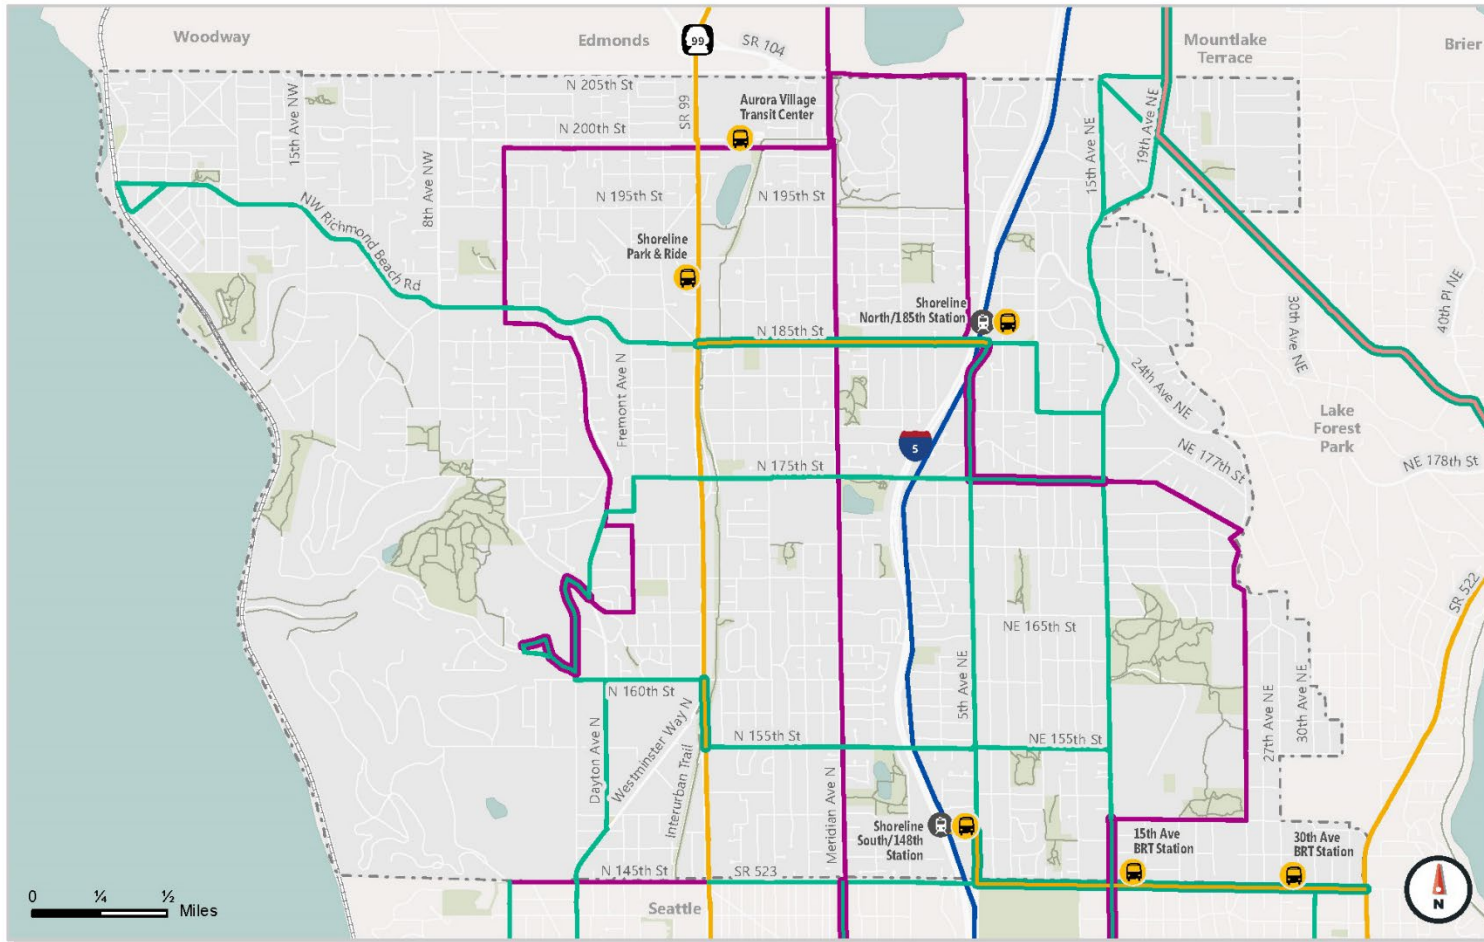 Woodway
Edmonds
99
SR 104
Mountlake
Terrace
Brier
N 205th St
15th Ave NW
SR 99
Aurora Village
Transit Center
N 200th St
15th Ave NE
19th Ave NE
8th Ave NW
N 195th St
N 195th St
NW Richmond Beach Rd
Shoreline
Park & Ride
Shoreline
North/185th Station
N 185th St
30th Ave NE
40th Pl NE
24th Ave NE
Fremont Ave N
Lake
Forest
Park
5
N 175th St
NE 177th St
NE 178th St
SR 522
NE 165th St
5th Ave NE
N 160th St
27th Ave NE
30th Ave NE
Dayton Ave N
Westminster Way N
Interurban Trail
N 155th St
NE 155th St
Meridian Ave N
Shoreline
South/148th
Station
15th Ave
BRT Station
30th Ave
BRT Station
N 145th St
SR 523
Seattle
0 ¼ ½ Miles
N